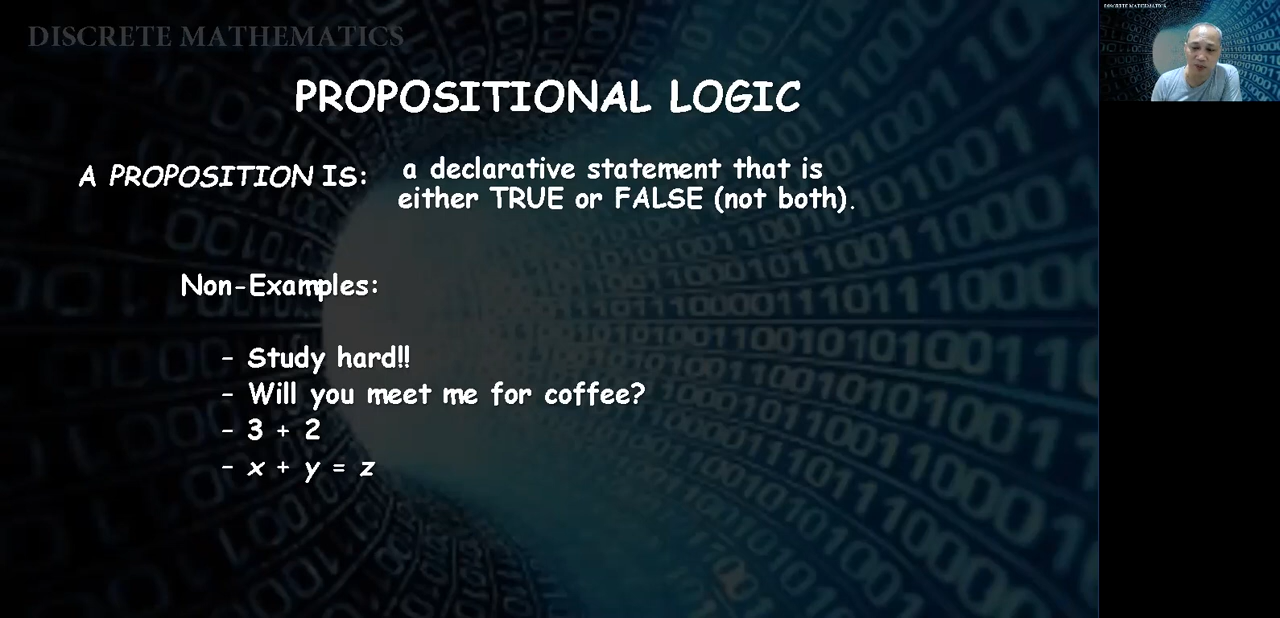 DISCRETE MATHEMATICS
PROPOSITIONAL LOGIC
A PROPOSITION IS: a declarative statement that is
either TRUE or FALSE (not both).
Non-Examples:
- Study hard!!
- Will you meet me for coffee?
- 3 + 2
- x + y = z
DISCRETE MATHEMATICS